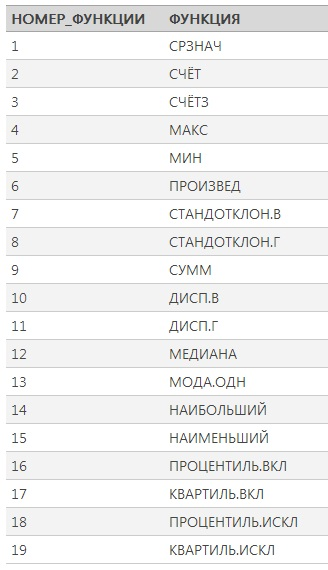 НОМЕР_ФУНКЦИИ ФУНКЦИЯ
1 СРЗНАЧ
2 СЧЁТ
3 СЧЁТЗ
4 МАКС
5 МИН
6 ПРОИЗВЕД
7 СТАНДОТКЛОН.В
8 СТАНДОТКЛОН.Г
9 СУММ
10 ДИСП.В
11 ДИСП.Г
12 МЕДИАНА
13 МОДА.ОДН
14 НАИБОЛЬШИЙ
15 НАИМЕНЬШИЙ
16 ПРОЦЕНТИЛЬ.ВКЛ
17 КВАРТИЛЬ.ВКЛ
18 ПРОЦЕНТИЛЬ.ИСКЛ
19 КВАРТИЛЬ.ИСКЛ